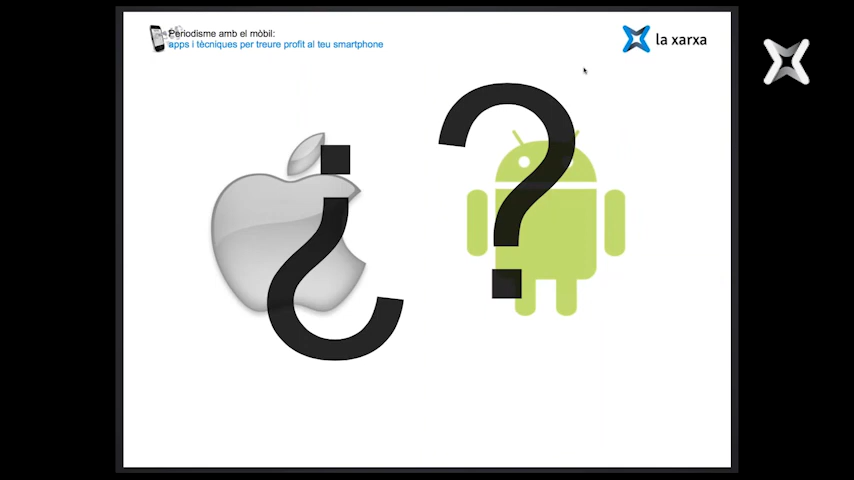 Periodisme amb el mòbil:
apps i tècniques per treure profit al teu smartphone
la xarxa
¿
?